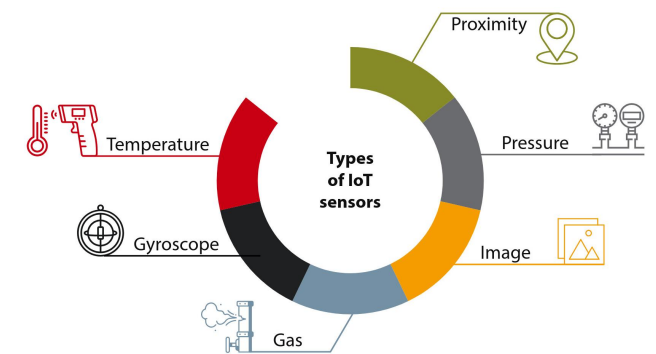 Proximity
Temperature
Types
of IoT
sensors
Pressure
Gyroscope
Image
Gas